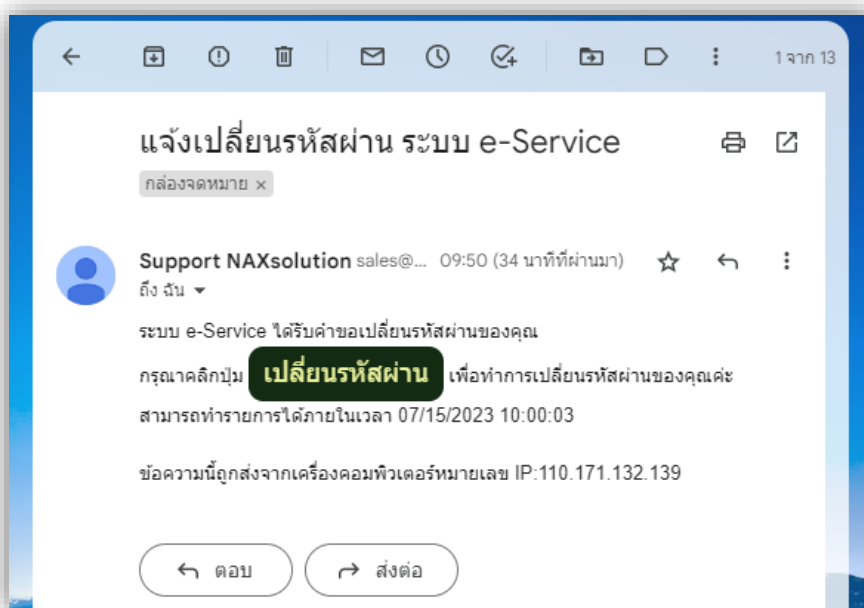 1 จาก 13
แจ้งเปลี่ยนรหัสผ่าน ระบบ e-Service
กล่องจดหมาย ×
Support NAXsolution sales@... 09:50 (34 นาทีที่ผ่านมา)
ถึง ฉัน
ระบบ e-Service ได้รับคำขอเปลี่ยนรหัสผ่านของคุณ
กรุณาคลิกปุ่ม เปลี่ยนรหัสผ่าน เพื่อทำการเปลี่ยนรหัสผ่านของคุณค่ะ
สามารถทำรายการได้ภายในเวลา 07/15/2023 10:00:03
ข้อความนี้ถูกส่งจากเครื่องคอมพิวเตอร์หมายเลข IP:110.171.132.139
ตอบ
ส่งต่อ